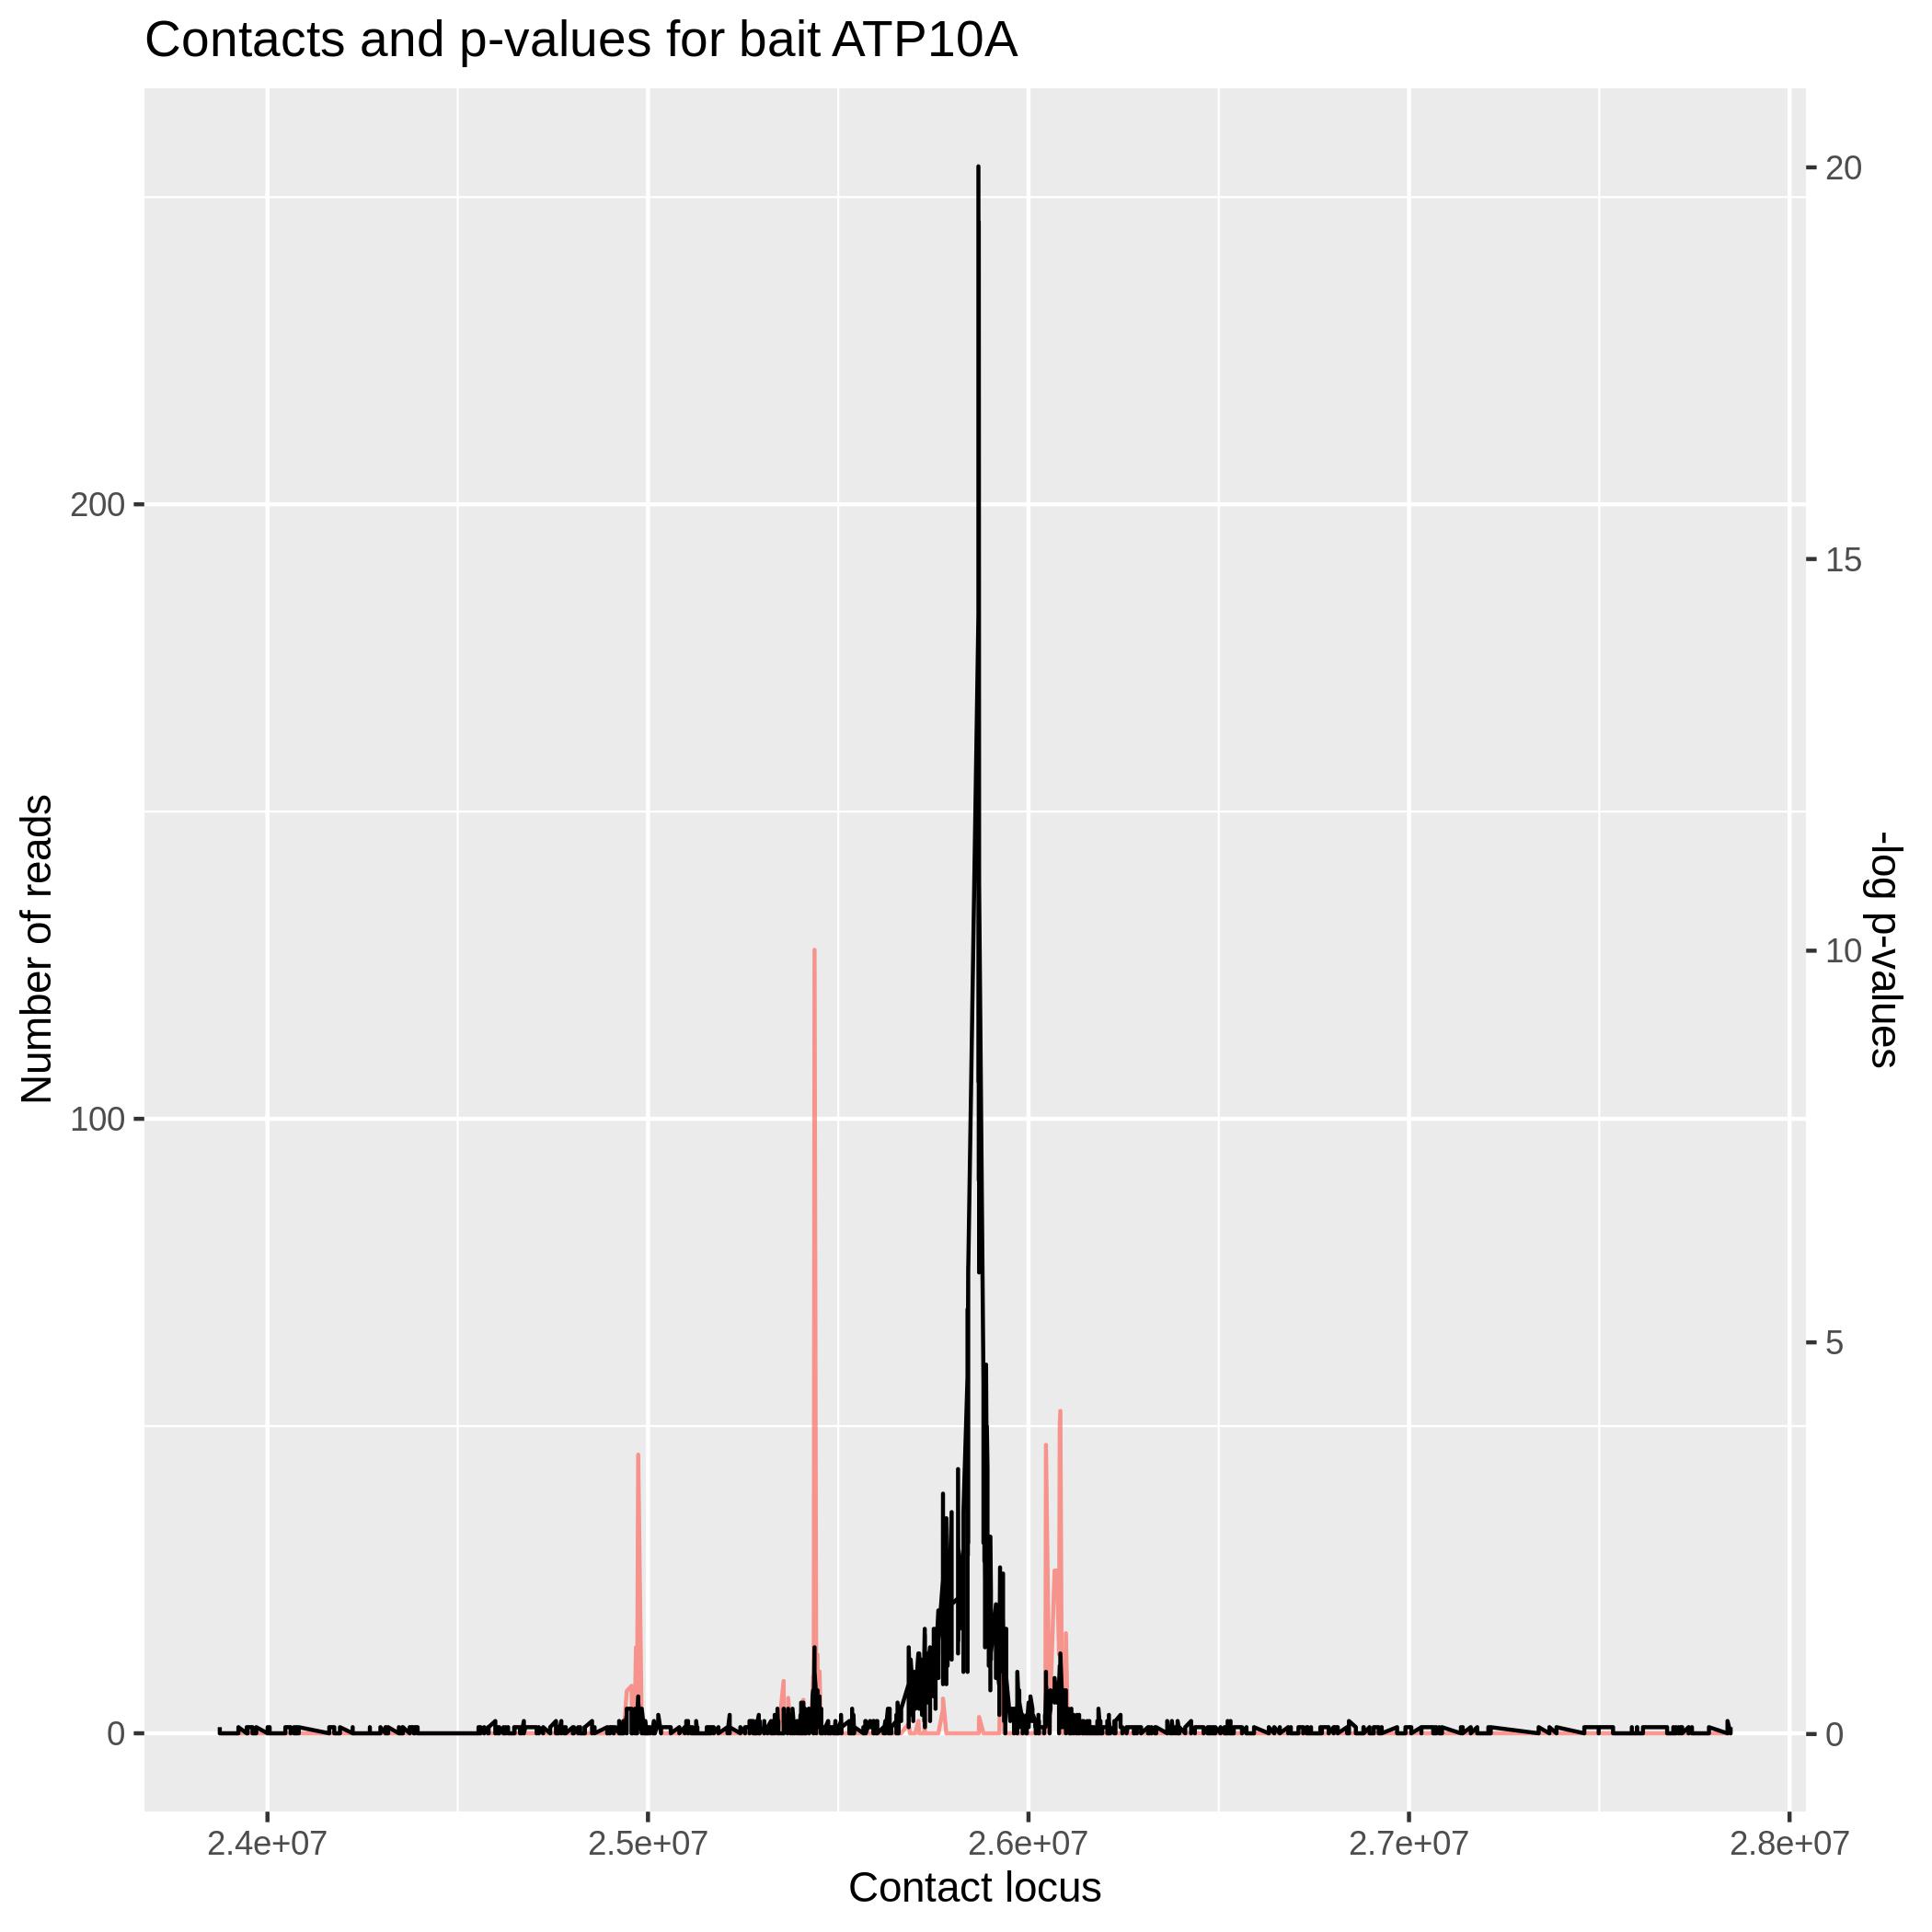 Contacts and p-values for bait ATP10A
Number of reads
200
100
0
20
15
10
5
0
-log p-values
2.4e+07
2.5e+07
2.6e+07
2.7e+07
2.8e+07
Contact locus